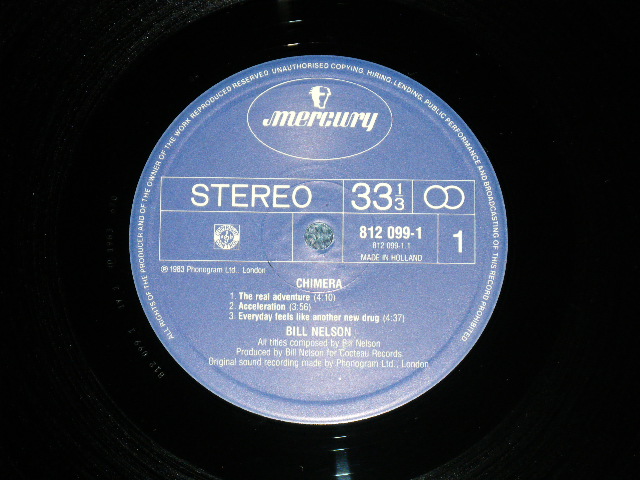 ALL RIGHTS OF THE PRODUCER AND OF THE OWNER OF THE WORK REPRODUCED RESERVED UNAUTHORISED COPYING, HIRING, LENDING, PUBLIC PERFORMANCE AND BROADCASTING OF THIS RECORD PROHIBITED
mercury
STEREO 33 1/3
812 099-1 1
812 099-1.1
MADE IN HOLLAND
℗ 1983 Phonogram Ltd., London
CHIMERA
1. The real adventure (4:10)
2. Acceleration (3:56)
3. Everyday feels like another new drug (4:37)
BILL NELSON
All titles composed by Bill Nelson
Produced by Bill Nelson for Cocteau Records
Original sound recording made by Phonogram Ltd., London